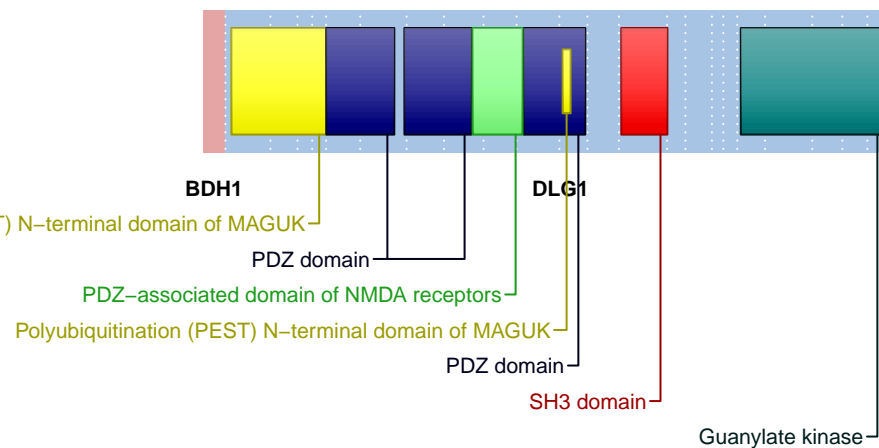 BDH1 DLG1
T) N−terminal domain of MAGUK
PDZ domain
PDZ−associated domain of NMDA receptors
Polyubiquitination (PEST) N−terminal domain of MAGUK
PDZ domain
SH3 domain
Guanylate kinase